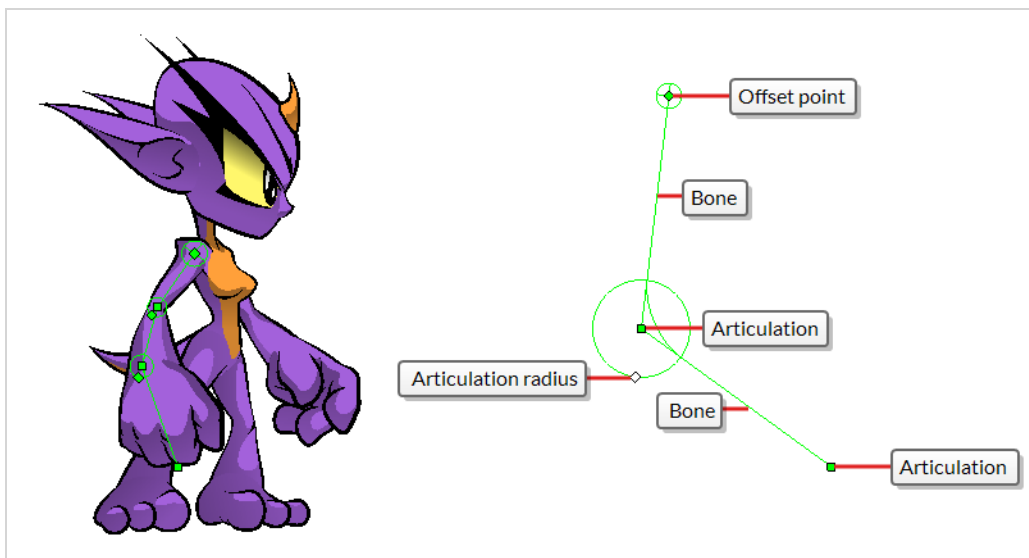 Offset point
Bone
Articulation
Articulation radius
Bone
Articulation